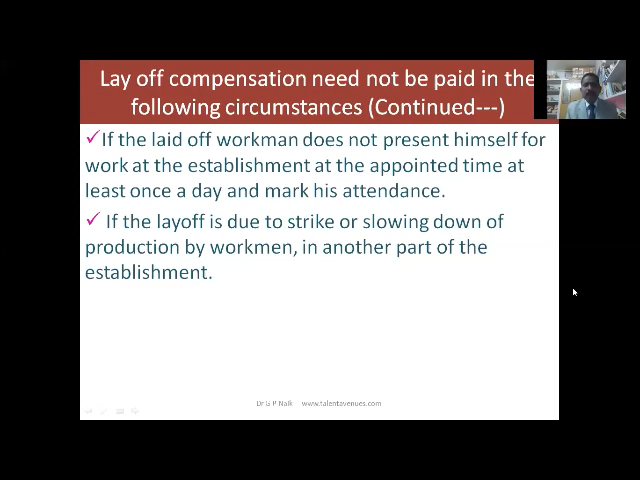 Lay off compensation need not be paid in the
following circumstances (Continued---)
✓If the laid off workman does not present himself for
work at the establishment at the appointed time at
least once a day and mark his attendance.
✓ If the layoff is due to strike or slowing down of
production by workmen, in another part of the
establishment.
Dr G P Naik www.talentavenues.com